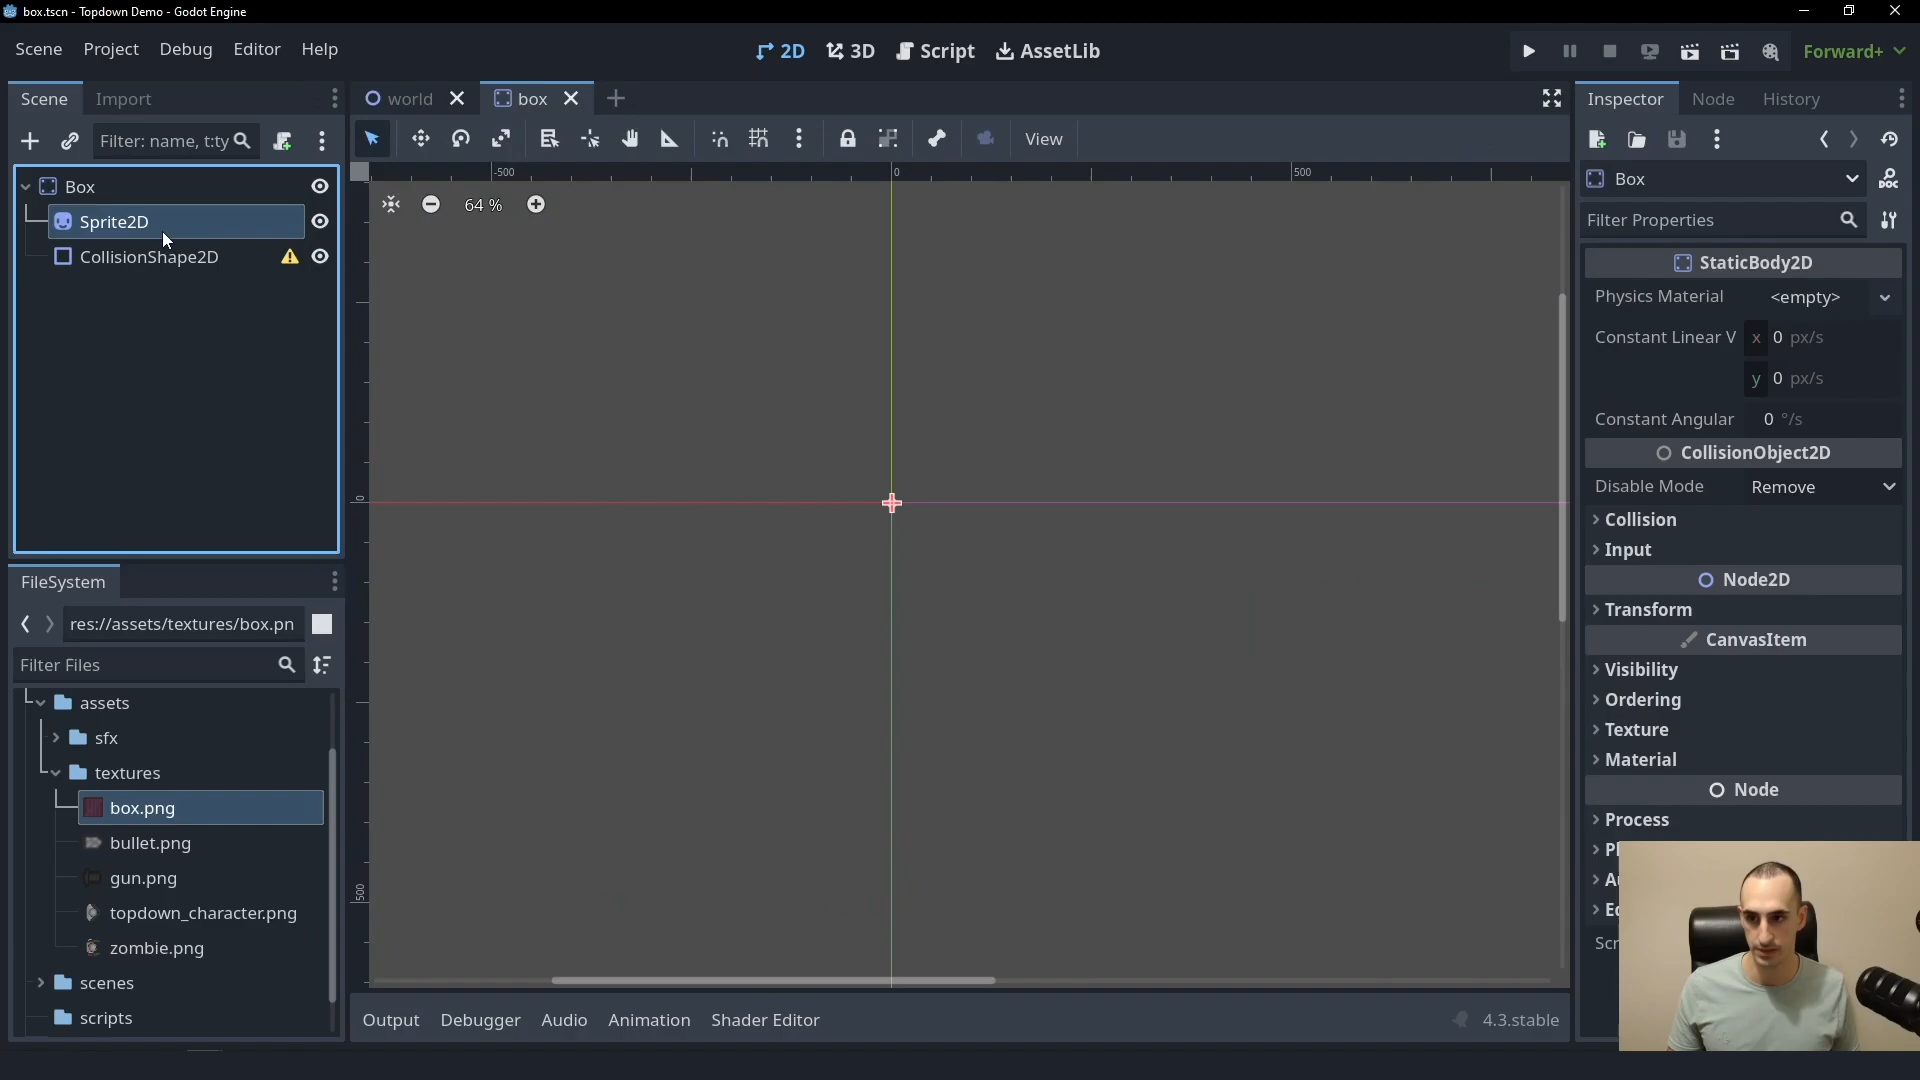 box.tscn - Topdown Demo - Godot Engine
Scene Project Debug Editor Help
2D 3D Script AssetLib
Forward+
Scene Import
world box
Inspector Node History
Filter: name, t:ty
View
Box
Sprite2D
CollisionShape2D
-500 0 500
64 %
0
500
Box
Filter Properties
StaticBody2D
Physics Material <empty>
Constant Linear V x 0 px/s
y 0 px/s
Constant Angular 0 °/s
CollisionObject2D
Disable Mode Remove
Collision
Input
Node2D
Transform
CanvasItem
Visibility
Ordering
Texture
Material
Node
Process
FileSystem
res://assets/textures/box.pn
Filter Files
assets
sfx
textures
box.png
bullet.png
gun.png
topdown_character.png
zombie.png
scenes
scripts
Output Debugger Audio Animation Shader Editor
4.3.stable